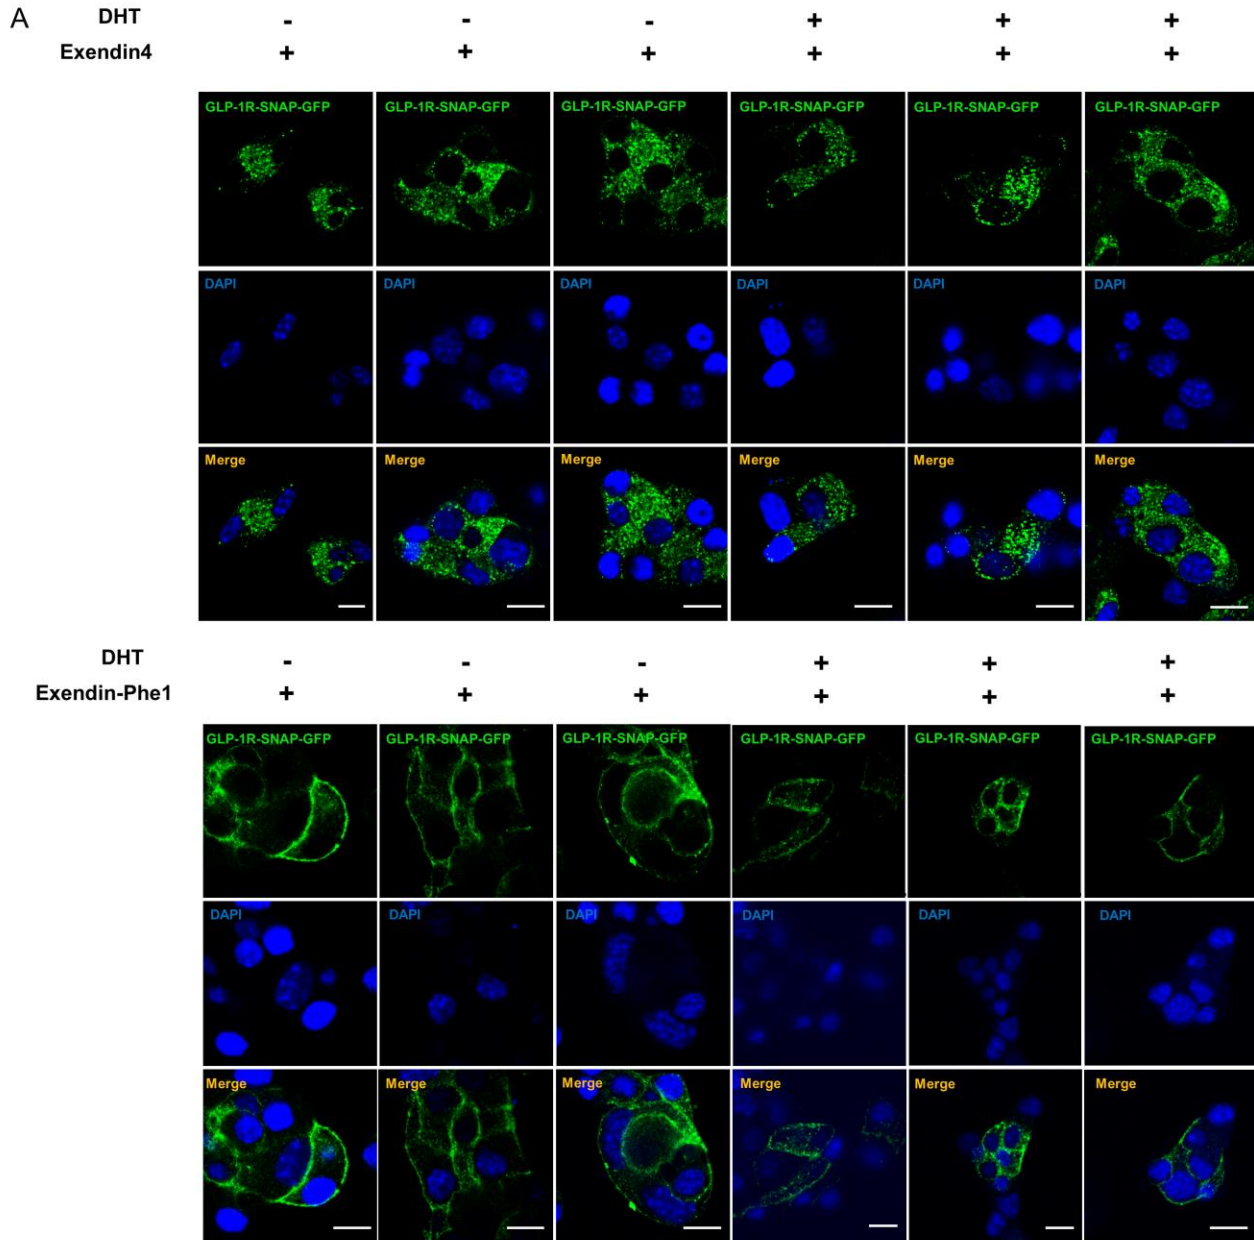 A
DHT - - - + + +
Exendin4 + + + + + +
GLP-1R-SNAP-GFP GLP-1R-SNAP-GFP GLP-1R-SNAP-GFP GLP-1R-SNAP-GFP GLP-1R-SNAP-GFP GLP-1R-SNAP-GFP
DAPI DAPI DAPI DAPI DAPI DAPI
Merge Merge Merge Merge Merge Merge
DHT - - - + + +
Exendin-Phe1 + + + + + +
GLP-1R-SNAP-GFP GLP-1R-SNAP-GFP GLP-1R-SNAP-GFP GLP-1R-SNAP-GFP GLP-1R-SNAP-GFP GLP-1R-SNAP-GFP
DAPI DAPI DAPI DAPI DAPI DAPI
Merge Merge Merge Merge Merge Merge